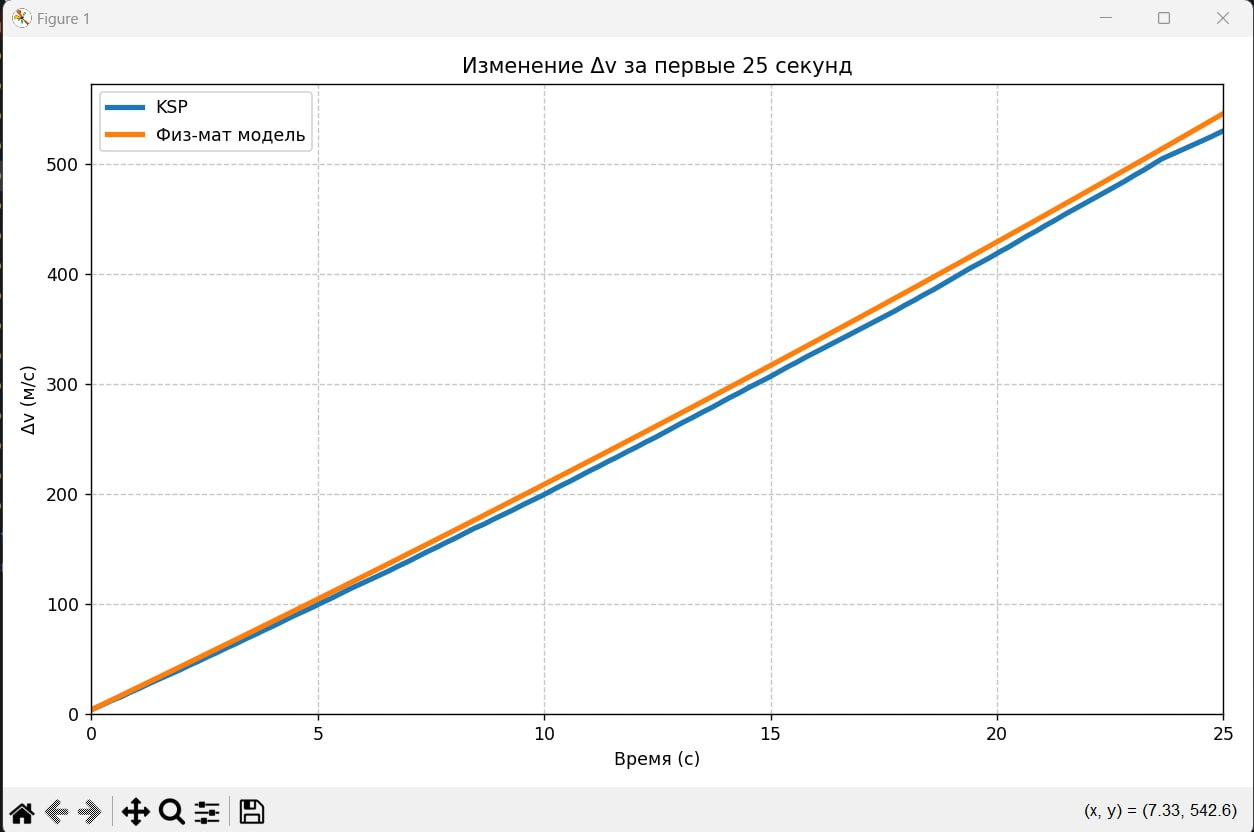 Figure 1
Изменение Δv за первые 25 секунд
KSP
Физ-мат модель
500
400
300
200
100
0
Δv (м/с)
0 5 10 15 20 25
Время (с)
(x, y) = (7.33, 542.6)